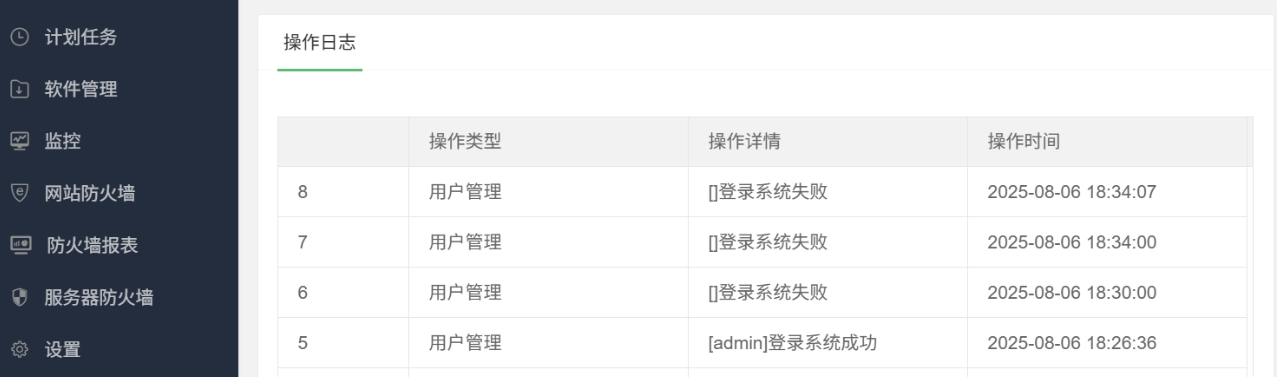 计划任务
软件管理
监控
网站防火墙
防火墙报表
服务器防火墙
设置
操作日志
操作类型 操作详情 操作时间
8 用户管理 []登录系统失败 2025-08-06 18:34:07
7 用户管理 []登录系统失败 2025-08-06 18:34:00
6 用户管理 []登录系统失败 2025-08-06 18:30:00
5 用户管理 [admin]登录系统成功 2025-08-06 18:26:36